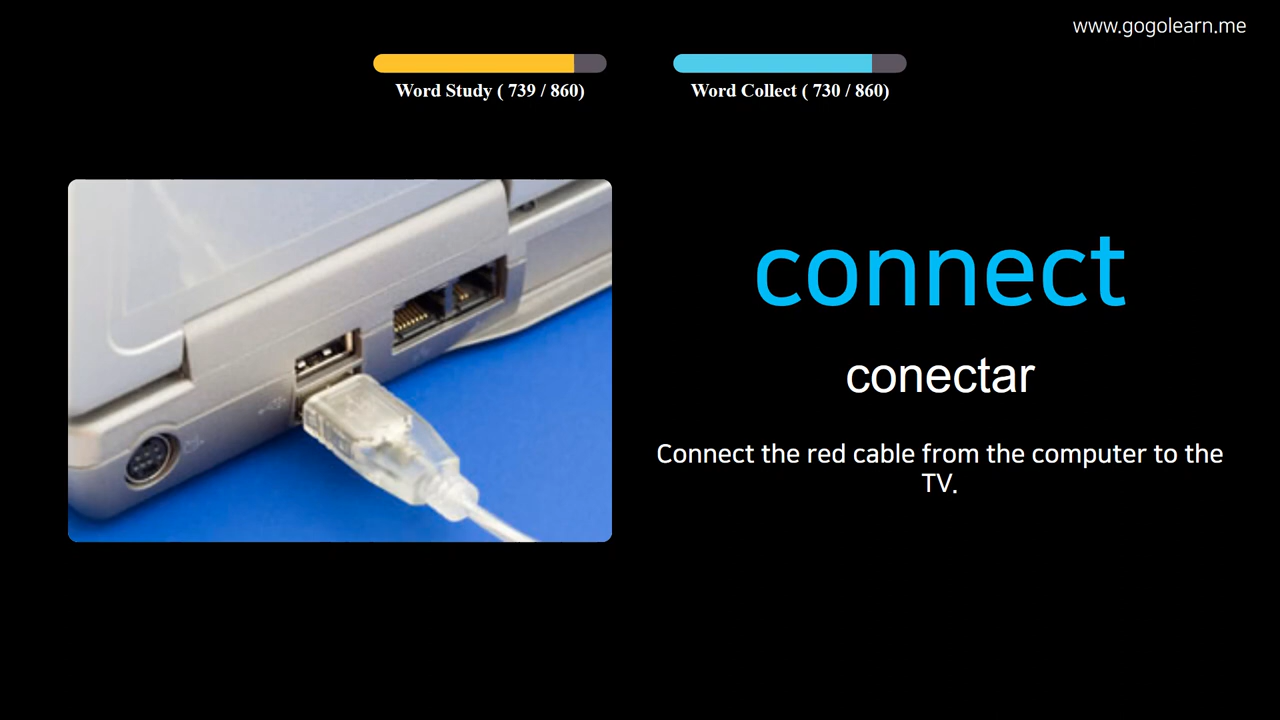 www.gogolearn.me
Word Study ( 739 / 860)
Word Collect ( 730 / 860)
connect
conectar
Connect the red cable from the computer to the
TV.